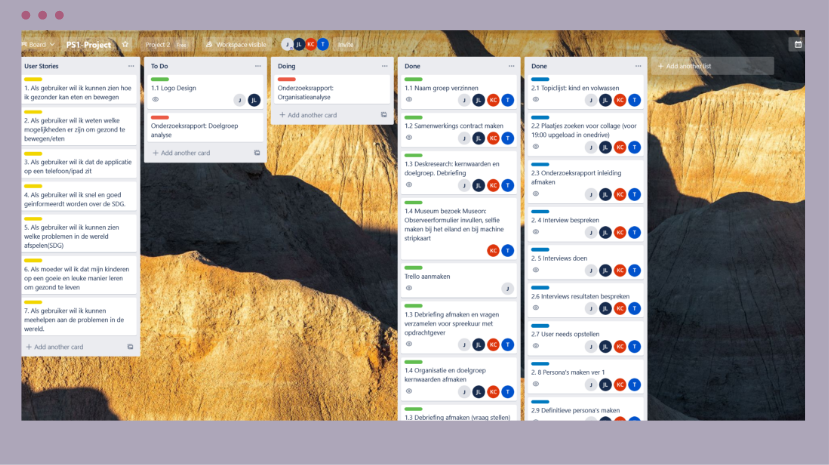 Board
PS1-Project
Project 2
Workspace visible
J JL KC T
Invite
User Stories
1. Als gebruiker wil ik kunnen zien hoe
ik gezonder kan eten en bewegen
2. Als gebruiker wil ik weten welke
mogelijkheden er zijn om gezond te
bewegen/eten
3. Als gebruiker wil ik dat de applicatie
op een telefoon/ipad zit
4. Als gebruiker wil ik snel en goed
geinformeerdt worden over de SDG.
5. Als gebruiker wil ik kunnen zien
welke problemen in de wereld
afspelen(SDG)
6. Als moeder wil ik dat mijn kinderen
op een goeie en leuke manier leren
om gezond te leven
7. Als gebruiker wil ik kunnen
meehelpen aan de problemen in de
wereld.
+ Add another card
To Do
1.1 Logo Design
J JL
Onderzoeksrapport: Doelgroep
analyse
+ Add another card
Doing
Onderzoeksrapport:
Organisatieanalyse
+ Add another card
Done
1.1 Naam groep verzinnen
J JL KC T
1.2 Samenwerkings contract maken
J JL KC T
1.3 Deskresearch: kernwaarden en
doelgroep. Debriefing
J JL KC T
1.4 Museum bezoek Museon:
Observeerformulier invullen, selfie
maken bij het eiland en bij machine
stripkaart
KC T
Trello aanmaken
J
1.3 Debriefing afmaken en vragen
verzamelen voor spreekuur met
opdrachtgever
J JL KC T
1.4 Organisatie en doelgroep
kernwaarden afmaken
J JL KC T
1.3 Debriefing afmaken (vraag stellen)
Done
2.1 Topiclijst: kind en volwassen
J JL KC T
2.2 Plaatjes zoeken voor collage (voor
19:00 upgeload in onedrive)
J JL KC T
2.3 Onderzoeksrapport inleiding
afmaken
J JL KC T
2. 4 Interview bespreken
J JL KC T
2. 5 Interviews doen
J JL KC T
2.6 Interviews resultaten bespreken
J JL KC T
2.7 User needs opstellen
J JL KC T
2. 8 Persona's maken ver 1
J JL KC T
2.9 Definitieve persona's maken
+ Add another list